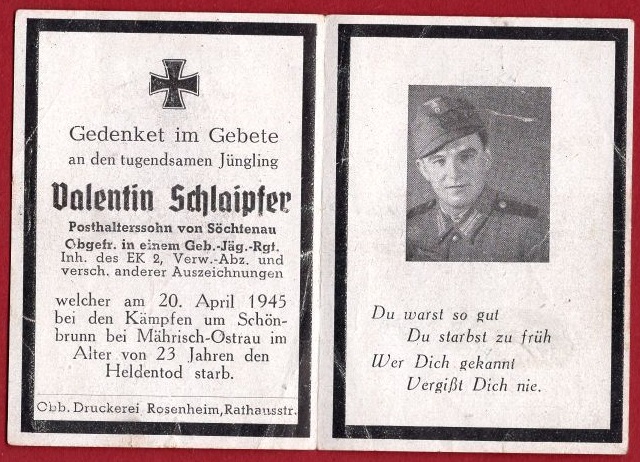 Gedenket im Gebete
an den tugendsamen Jüngling
Valentin Schlaipfer
Posthalterssohn von Söchtenau
Obgefr. in einem Geb.-Jäg.-Rgt.
Inh. des EK 2, Verw.-Abz. und
versch. anderer Auszeichnungen
welcher am 20. April 1945
bei den Kämpfen um Schön-
brunn bei Mährisch-Ostrau im
Alter von 23 Jahren den
Heldentod starb.
Obb. Druckerei Rosenheim, Rathausstr.
Du warst so gut
Du starbst zu früh
Wer Dich gekannt
Vergißt Dich nie.